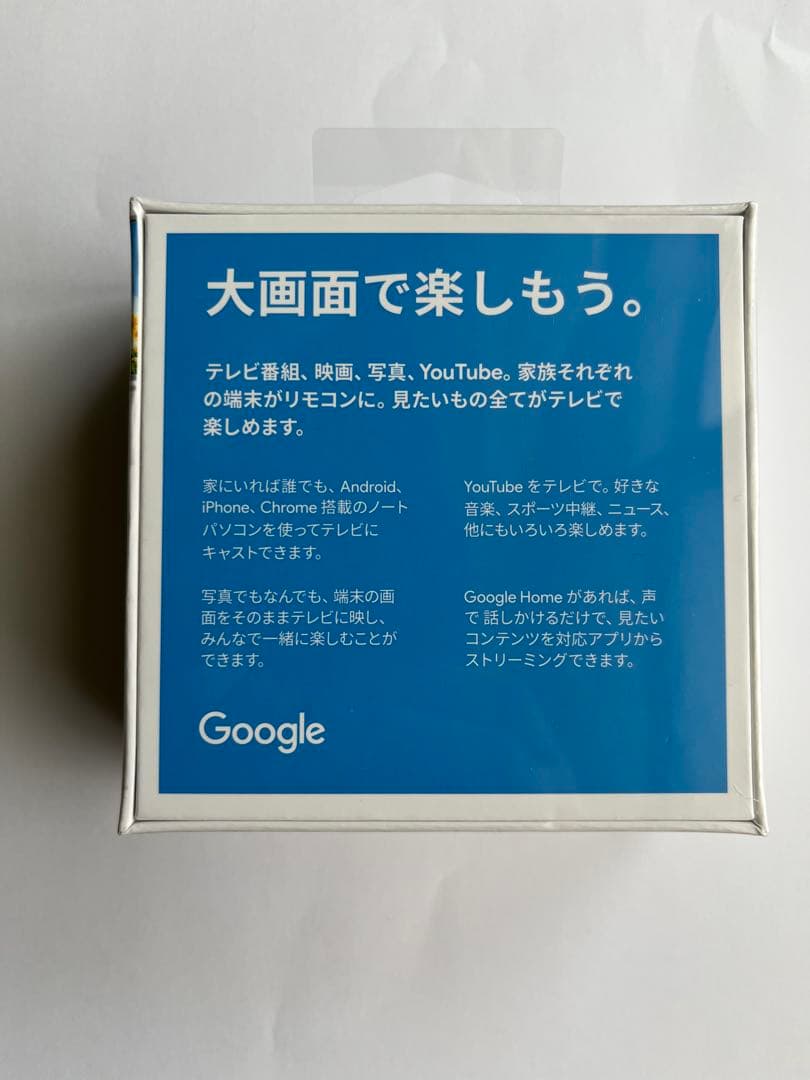 大画面で楽しもう。
テレビ番組、映画、写真、YouTube。家族それぞれ
の端末がリモコンに。見たいもの全てがテレビで
楽しめます。
家にいれば誰でも、Android、
iPhone、Chrome 搭載のノート
パソコンを使ってテレビに
キャストできます。
YouTube をテレビで。好きな
音楽、スポーツ中継、ニュース、
他にもいろいろ楽しめます。
写真でもなんでも、端末の画
面をそのままテレビに映し、
みんなで一緒に楽しむことが
できます。
Google Home があれば、声
で 話しかけるだけで、見たい
コンテンツを対応アプリから
ストリーミングできます。
Google